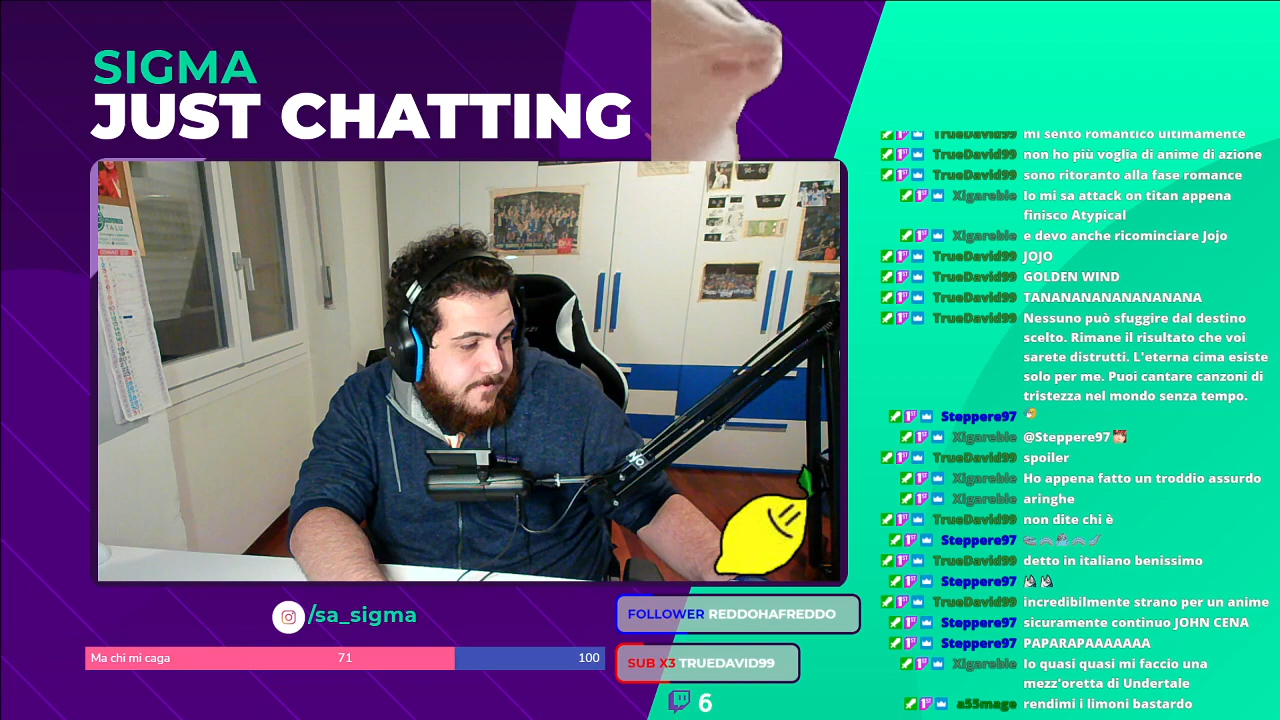 SIGMA
JUST CHATTING
TALU
No
/sa_sigma
FOLLOWER REDDOHAFREDDO
Ma chi mi caga 71 100
SUB X3 TRUEDAVID99
6
TrueDavid99 mi sento romantico ultimamente
TrueDavid99 non ho più voglia di anime di azione
TrueDavid99 sono ritoranto alla fase romance
Xigarebie Io mi sa attack on titan appena
finisco Atypical
Xigarebie e devo anche ricominciare Jojo
TrueDavid99 JOJO
TrueDavid99 GOLDEN WIND
TrueDavid99 TANANANANANANANANA
TrueDavid99 Nessuno può sfuggire dal destino
scelto. Rimane il risultato che voi
sarete distrutti. L'eterna cima esiste
solo per me. Puoi cantare canzoni di
tristezza nel mondo senza tempo.
Steppere97
Xigarebie @Steppere97
TrueDavid99 spoiler
Xigarebie Ho appena fatto un troddio assurdo
Xigarebie aringhe
TrueDavid99 non dite chi è
Steppere97
TrueDavid99 detto in italiano benissimo
Steppere97
TrueDavid99 incredibilmente strano per un anime
Steppere97 sicuramente continuo JOHN CENA
Steppere97 PAPARAPAAAAAAA
Xigarebie Io quasi quasi mi faccio una
mezz'oretta di Undertale
a55mage rendimi i limoni bastardo